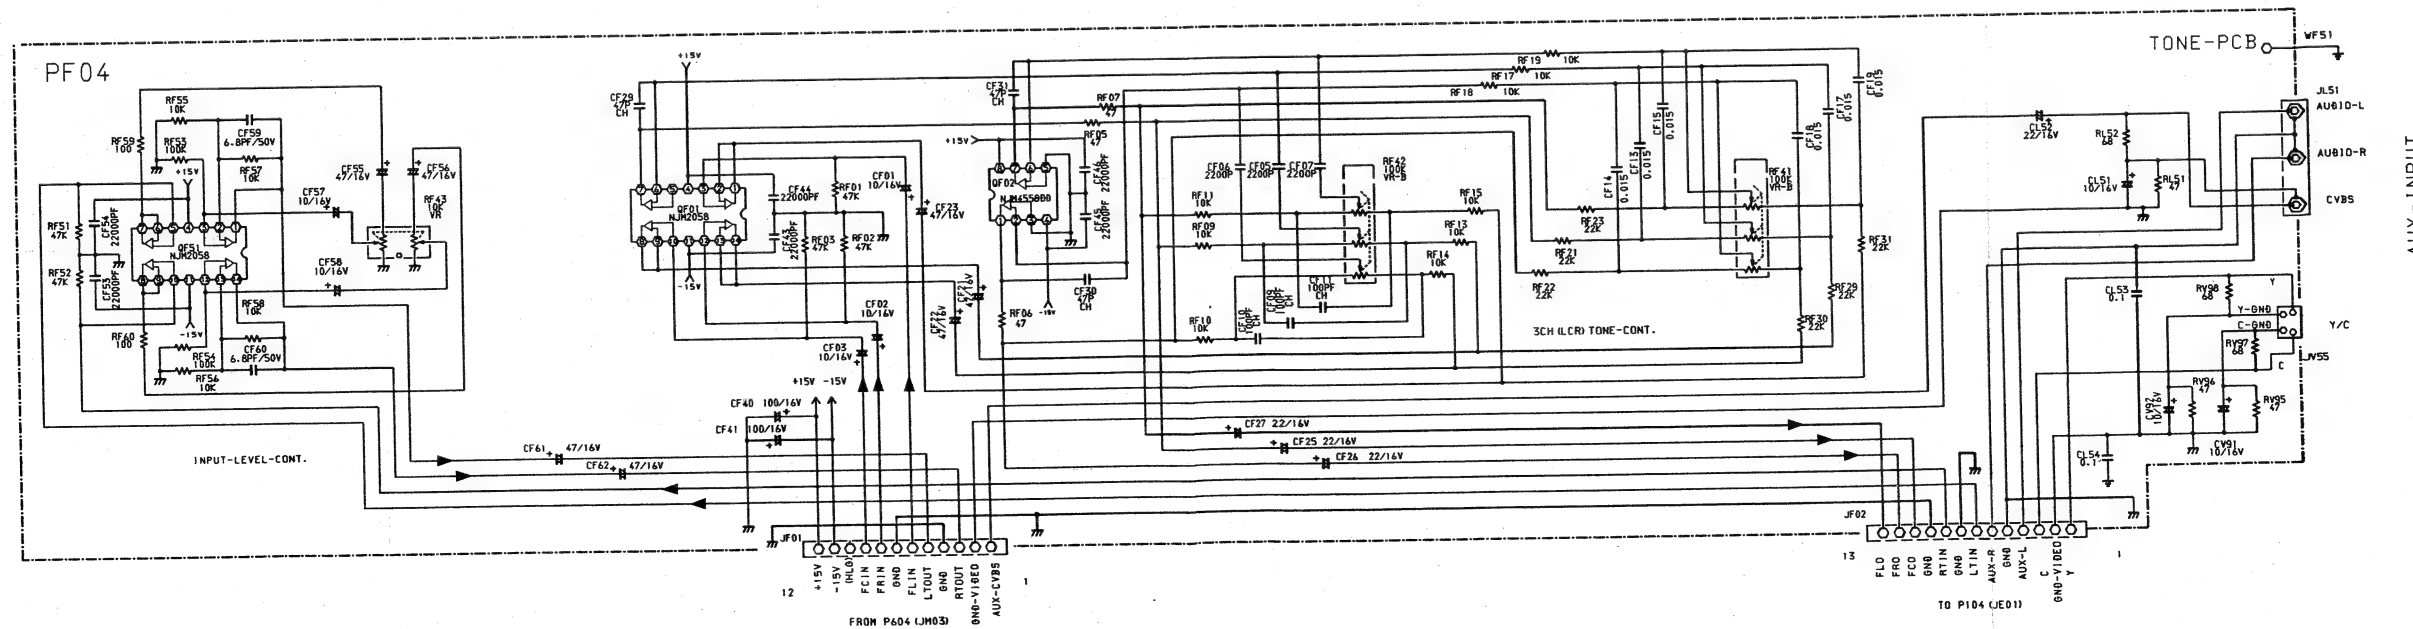 PF04
TONE-PCB
WF51
RF55
10K
RF59
100
RF53
100K
CF59
6.8PF/50V
RF57
10K
+15V
CF55
47/16V
CF56
47/16V
RF43
10K
VR
CF57
10/16V
RF51
47K
CF54
22000PF
QF51
NJM2058
RF52
47K
CF53
22000PF
CF58
10/16V
RF58
10K
-15V
RF60
100
RF54
100K
RF56
10K
CF60
6.8PF/50V
INPUT-LEVEL-CONT.
+15V
CF29
47P
CH
QF01
NJM2058
CF44
22000PF
RF01
47K
CF01
10/16V
CF23
47/16V
CF43
22000PF
RF03
47K
RF02
47K
-15V
CF02
10/16V
CF03
10/16V
CF22
47/16V
CF21
47/16V
+15V -15V
CF40 100/16V
CF41 100/16V
CF61 47/16V
CF62 47/16V
CF31
47P
CH
RF07
47
RF05
47
+15V
QF02
CF46
22000PF
CF45
22000PF
CF30
47P
CH
-15V
RF06
47
RF19
10K
RF17
10K
RF18
10K
CF06
2200P
CF05
2200P
CF07
2200P
RF42
100K
VR-B
RF11
10K
RF09
10K
RF15
10K
RF13
10K
RF14
10K
CF11
100PF
CH
CF09
100PF
CH
CF10
100PF
CH
RF10
10K
CF15
0.015
CF13
0.015
CF14
0.015
RF41
100K
VR-B
CF19
0.015
CF17
0.015
CF18
0.015
RF23
22K
RF21
22K
RF22
22K
RF31
22K
RF29
22K
RF30
22K
3CH(LCR)TONE-CONT.
CF27 22/16V
CF25 22/16V
CF26 22/16V
JL51
AUDIO-L
AUDIO-R
CVBS
CL52
22/16V
RL52
68
CL51
10/16V
RL51
47
CL53
0.1
RV98
68
Y
Y-GND
C-GND
Y/C
RV97
68
JV55
C
RV96
47
RV95
47
CV92
10/16V
CV91
10/16V
CL54
0.1
AUX-INPUT
JF01
12
+15V
-15V
(HLG)
FCIN
FRIN
GND
FLIN
LTOUT
GND
RTOUT
GND-VIDEO
AUX-CVBS
1
FROM P604(JM03)
JF02
13
FLO
FRO
FCO
GND
RTIN
GND
LTIN
AUX-R
GND
AUX-L
C
GND-VIDEO
Y
1
TO P104(JE01)